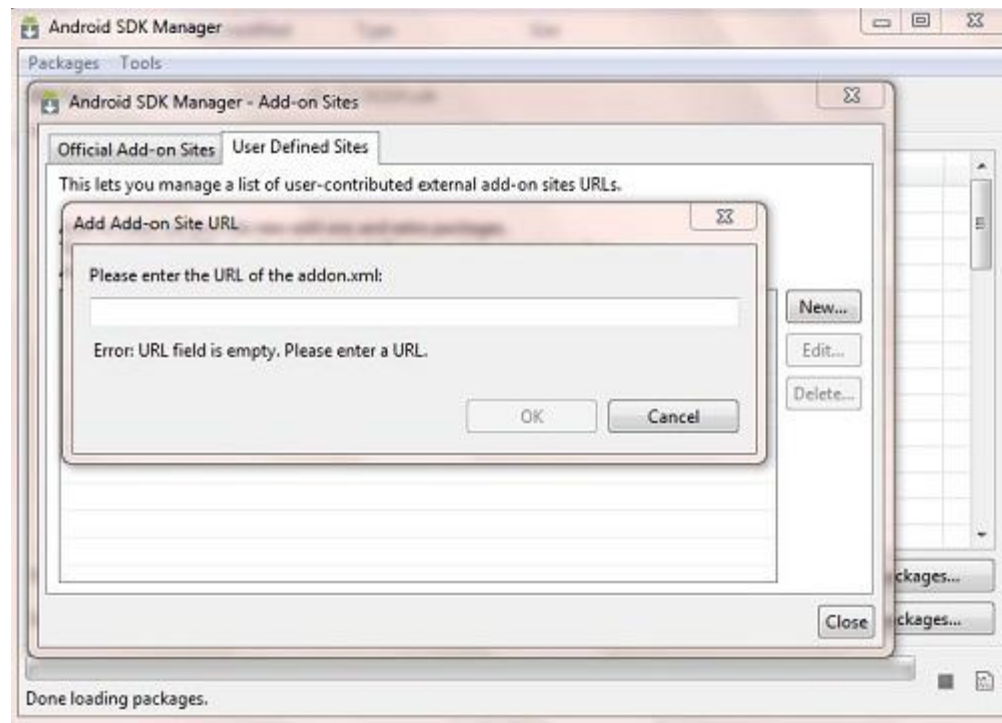 Android SDK Manager
Packages Tools
Android SDK Manager - Add-on Sites
Official Add-on Sites User Defined Sites
This lets you manage a list of user-contributed external add-on sites URLs.
Add Add-on Site URL
Please enter the URL of the addon.xml:
New...
Error: URL field is empty. Please enter a URL.
Edit...
Delete...
OK Cancel
ckages...
Close
ckages...
Done loading packages.